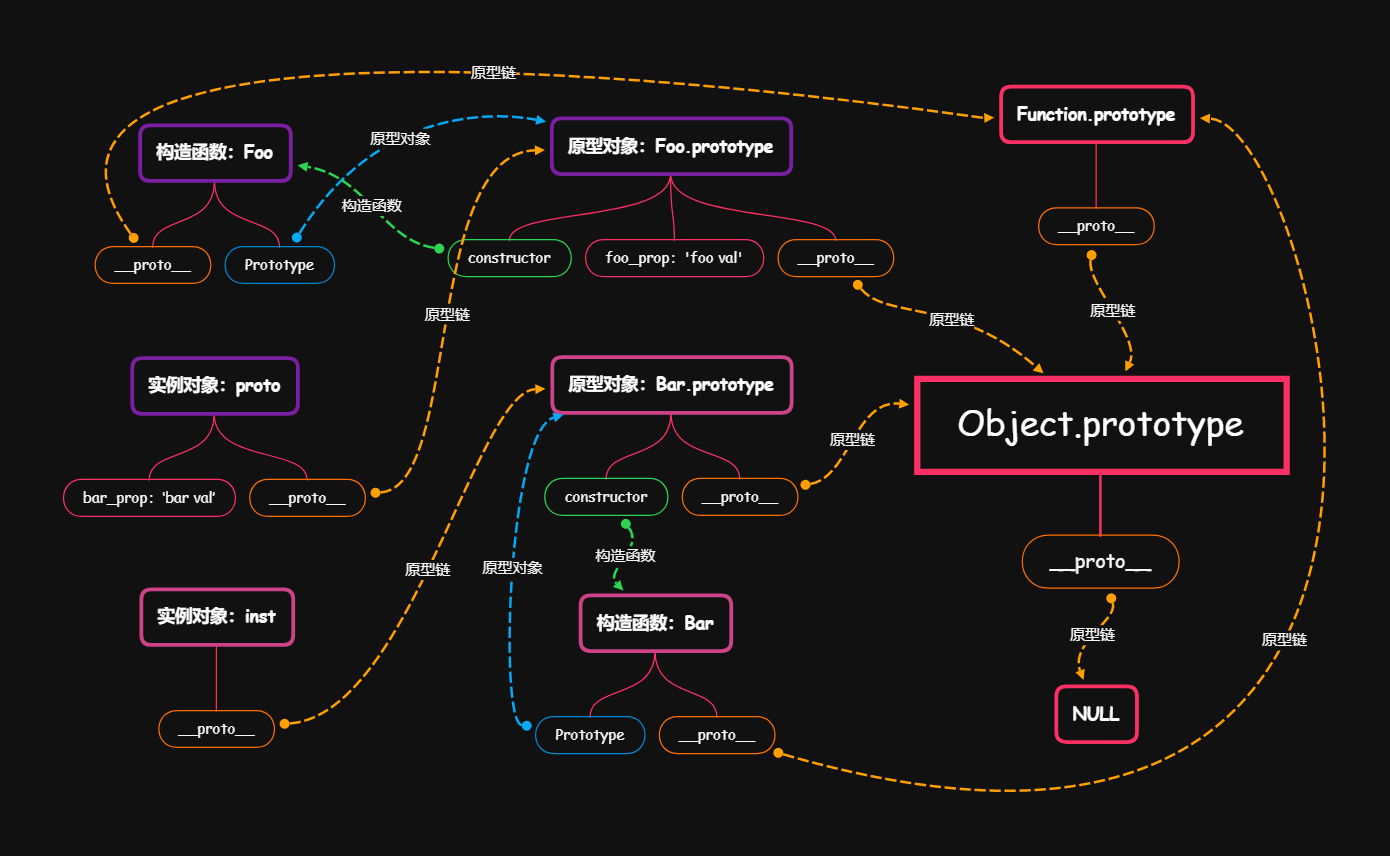 原型链
Function.prototype
构造函数：Foo
原型对象
原型对象：Foo.prototype
构造函数
__proto__
__proto__
Prototype
constructor
foo_prop: 'foo val'
__proto__
原型链
原型链
原型链
实例对象：proto
原型对象：Bar.prototype
Object.prototype
原型链
bar_prop: 'bar val'
__proto__
constructor
__proto__
构造函数
原型链
原型对象
__proto__
实例对象：inst
构造函数：Bar
原型链
原型链
NULL
__proto__
Prototype
__proto__